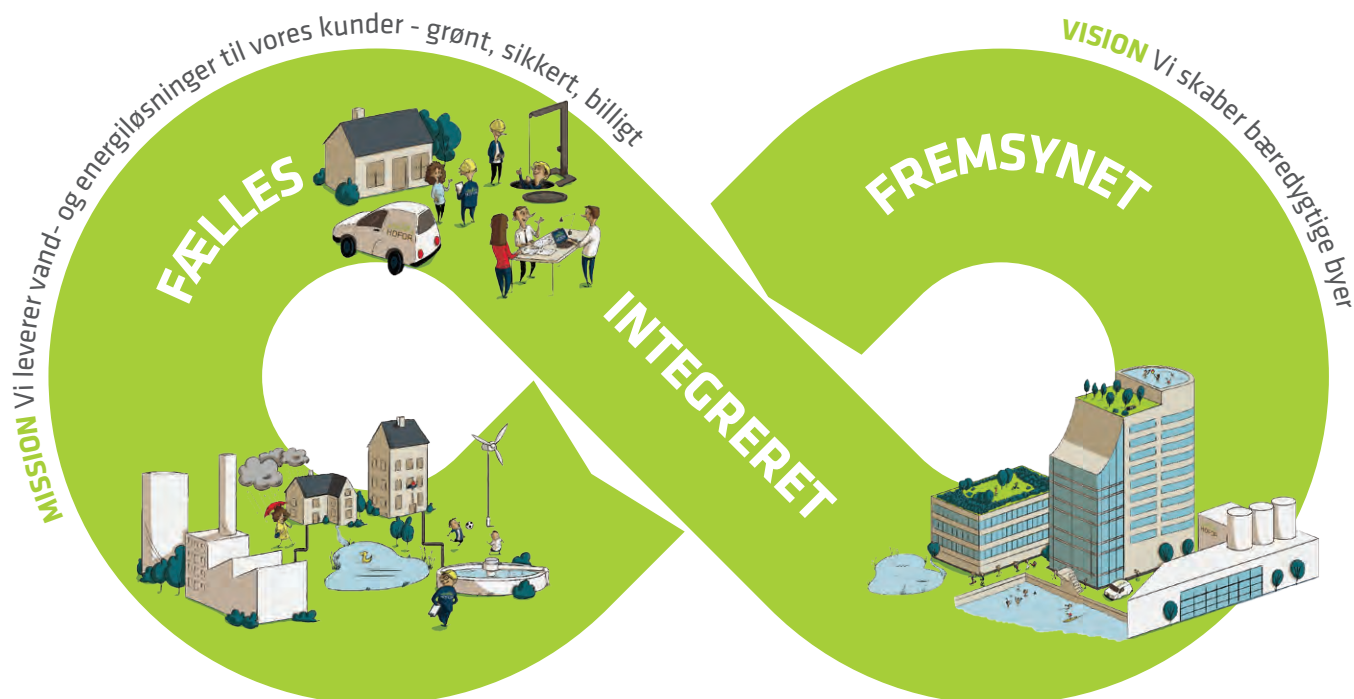 MISSION Vi leverer vand- og energiløsninger til vores kunder - grønt, sikkert, billigt
VISION Vi skaber bæredygtige byer
FÆLLES
FREMSYNET
HOFOR
INTEGRERET